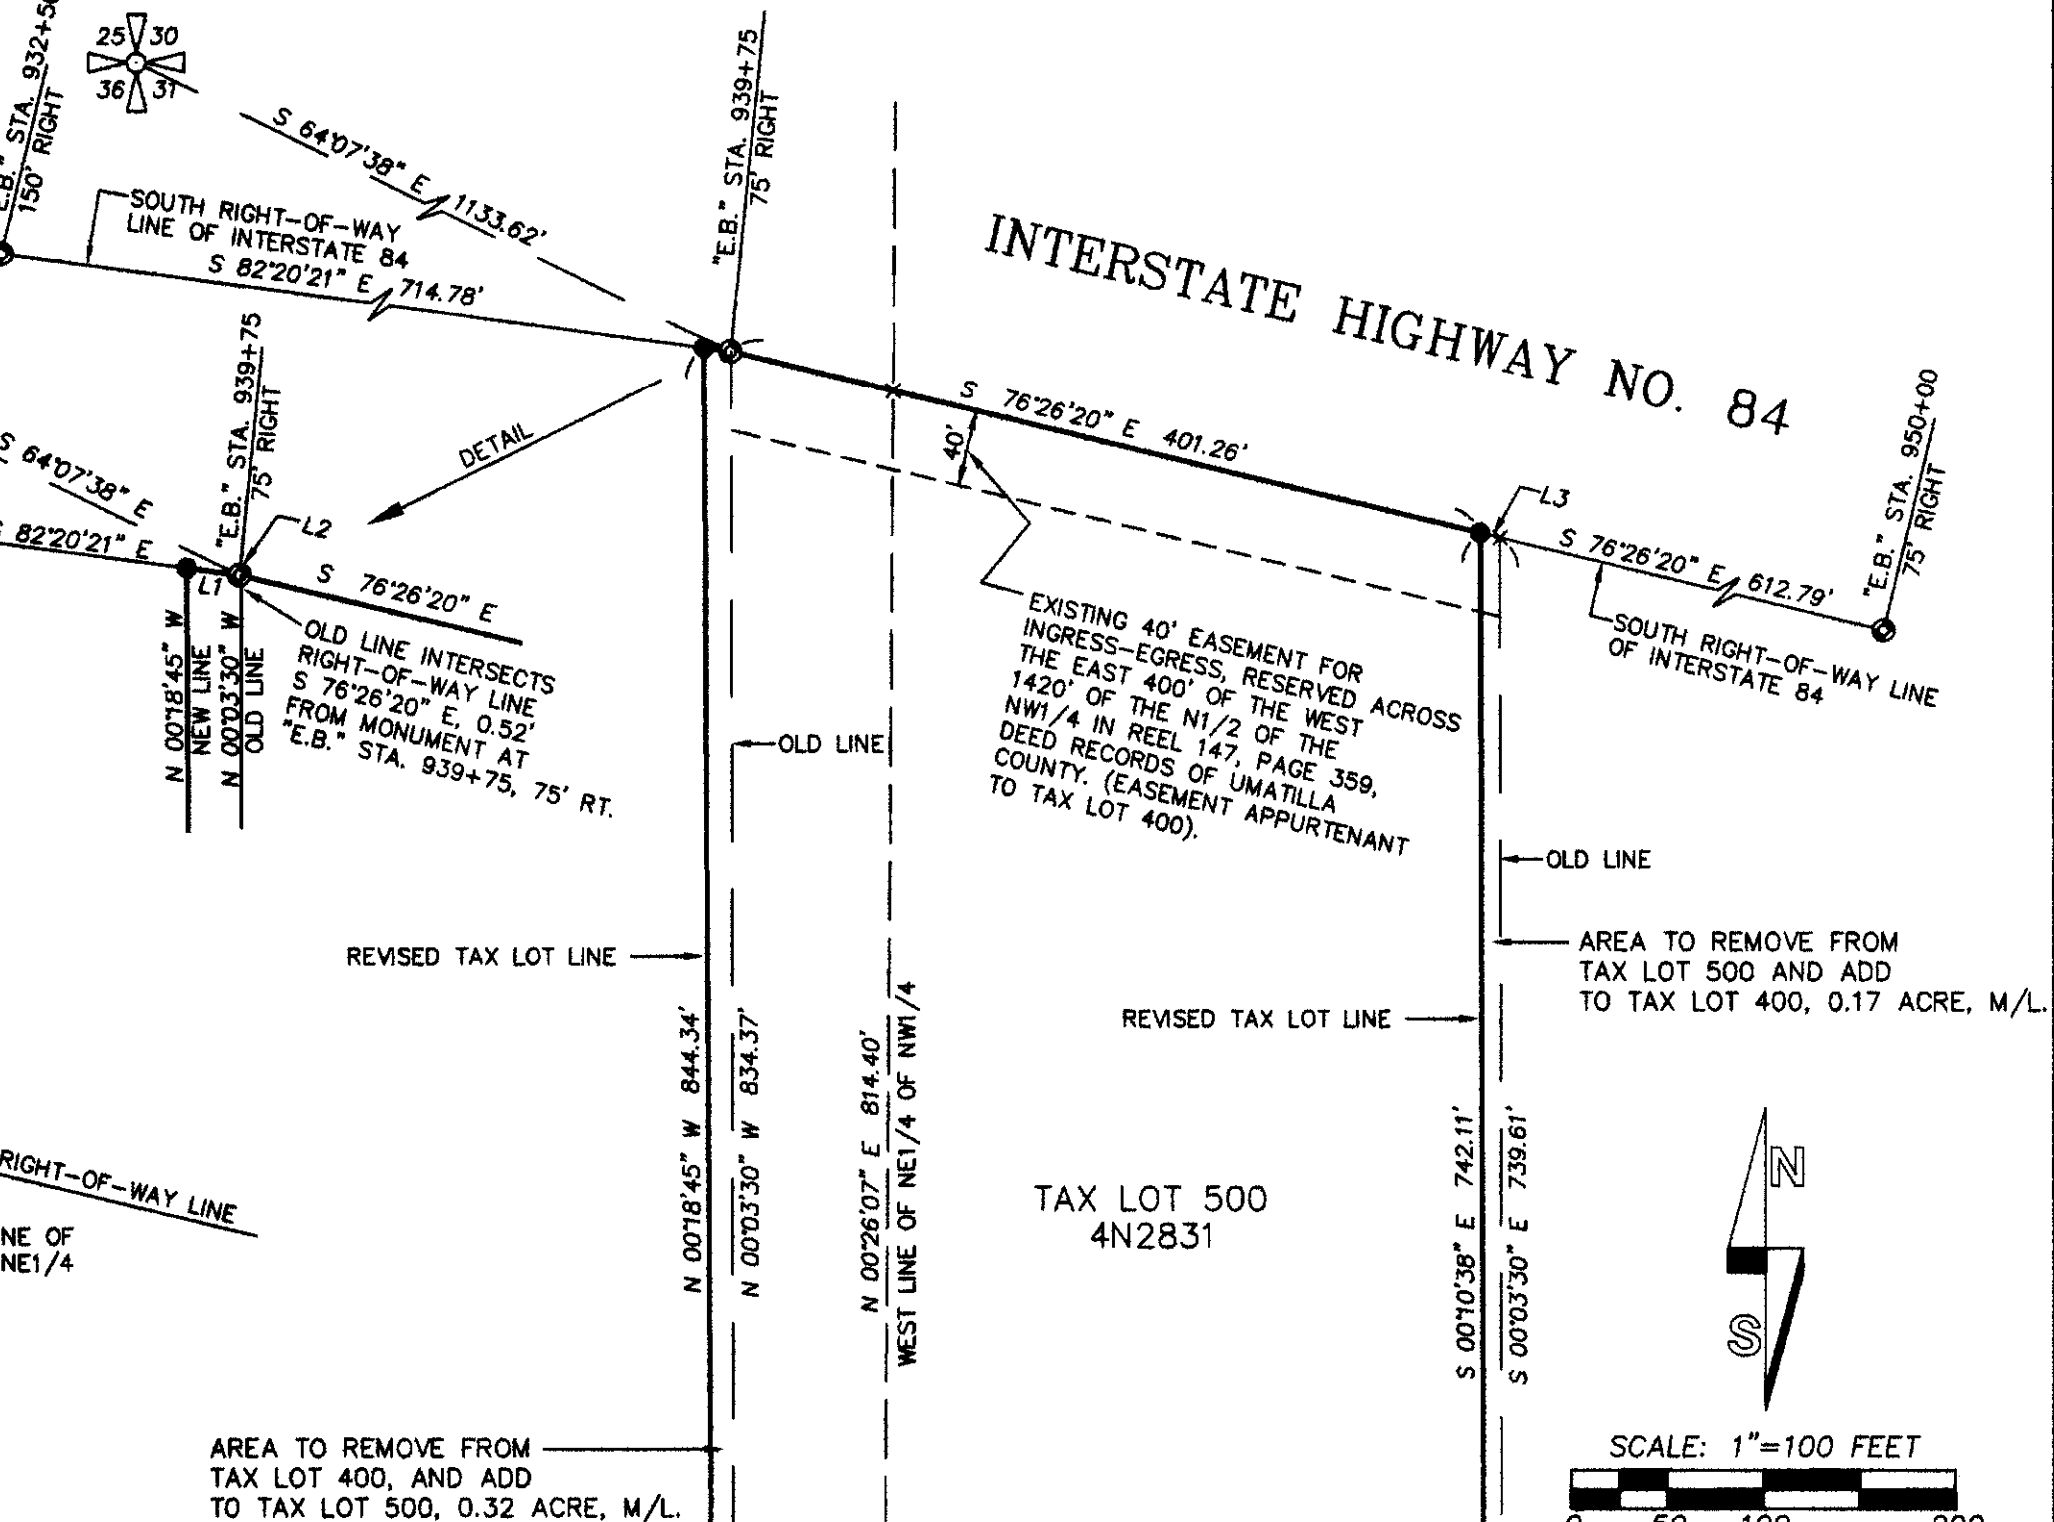 "E.B." STA. 932+50
150' RIGHT
25 30
36 31
S 64°07'38" E 1133.62'
SOUTH RIGHT-OF-WAY
LINE OF INTERSTATE 84
S 82°20'21" E 714.78'
"E.B." STA. 939+75
75' RIGHT
INTERSTATE HIGHWAY NO. 84
S 76°26'20" E 401.26'
40'
L3
S 76°26'20" E 612.79'
"E.B." STA. 950+00
75' RIGHT
SOUTH RIGHT-OF-WAY LINE
OF INTERSTATE 84
DETAIL
S 64°07'38" E
S 82°20'21" E
"E.B." STA. 939+75
75' RIGHT
L2
L1
S 76°26'20" E
N 00°18'45" W
NEW LINE
N 00°03'30" W
OLD LINE
OLD LINE INTERSECTS
RIGHT-OF-WAY LINE
S 76°26'20" E, 0.52'
FROM MONUMENT AT
"E.B." STA. 939+75, 75' RT.
EXISTING 40' EASEMENT FOR
INGRESS-EGRESS, RESERVED ACROSS
THE EAST 400' OF THE WEST
1420' OF THE N1/2 OF THE
NW1/4 IN REEL 147, PAGE 359,
DEED RECORDS OF UMATILLA
COUNTY. (EASEMENT APPURTENANT
TO TAX LOT 400).
OLD LINE
OLD LINE
REVISED TAX LOT LINE
AREA TO REMOVE FROM
TAX LOT 500 AND ADD
TO TAX LOT 400, 0.17 ACRE, M/L.
REVISED TAX LOT LINE
N 00°18'45" W 844.34'
N 00°03'30" W 834.37'
N 00°26'07" E 814.40'
WEST LINE OF NE1/4 OF NW1/4
S 00°10'38" E 742.11'
S 00°03'30" E 739.61'
TAX LOT 500
4N2831
RIGHT-OF-WAY LINE
NE OF
NE1/4
N
S
AREA TO REMOVE FROM
TAX LOT 400, AND ADD
TO TAX LOT 500, 0.32 ACRE, M/L.
SCALE: 1"=100 FEET
0 50 100 200